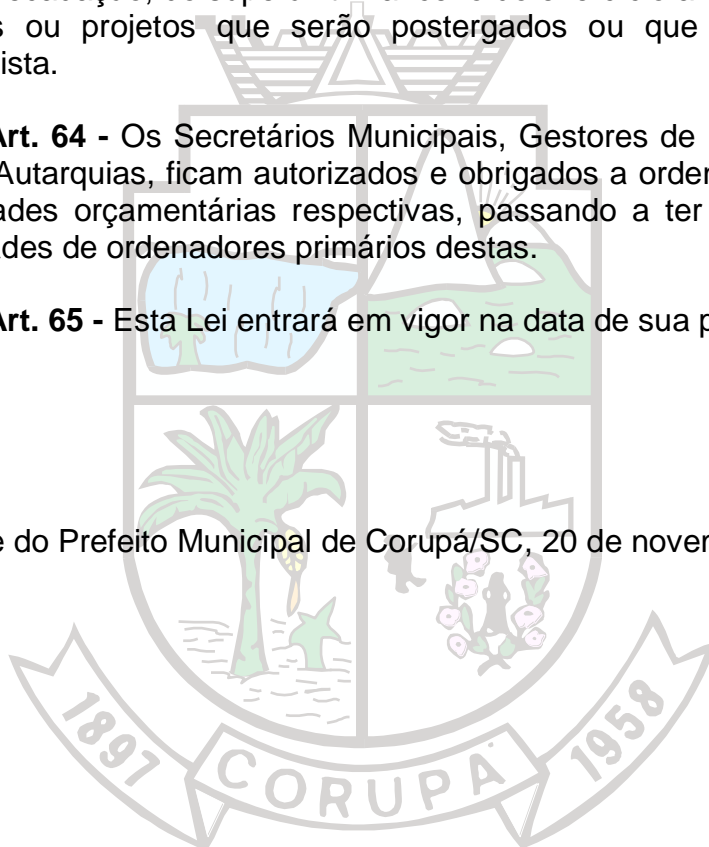 s ou projetos que serão postergados ou que
ista.
Art. 64 - Os Secretários Municipais, Gestores de
Autarquias, ficam autorizados e obrigados a orden
ades orçamentárias respectivas, passando a ter
ades de ordenadores primários destas.
Art. 65 - Esta Lei entrará em vigor na data de sua p
e do Prefeito Municipal de Corupá/SC, 20 de nover
1897
CORUPÁ
1958